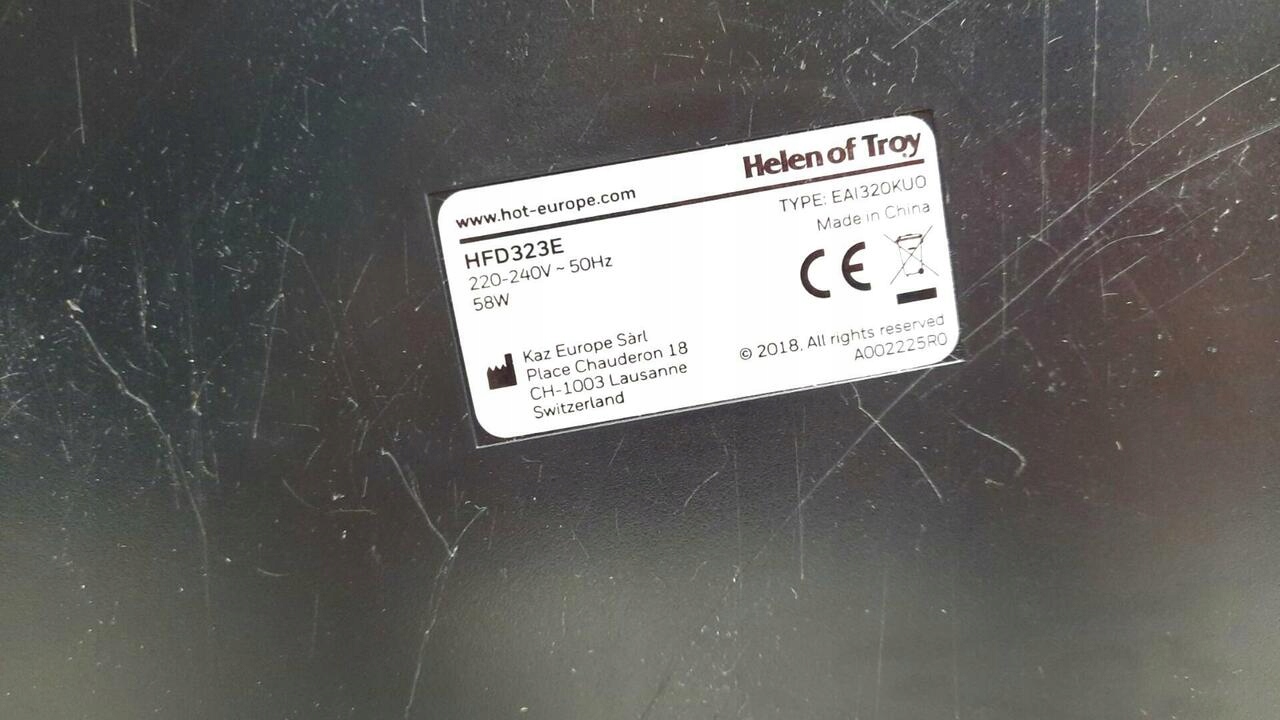 www.hot-europe.com
Helen of Troy
HFD323E
220-240V ~ 50Hz
58W
TYPE: EAI320KU0
Made in China
CE
Kaz Europe Sàrl
Place Chauderon 18
CH-1003 Lausanne
Switzerland
© 2018. All rights reserved
A002225R0